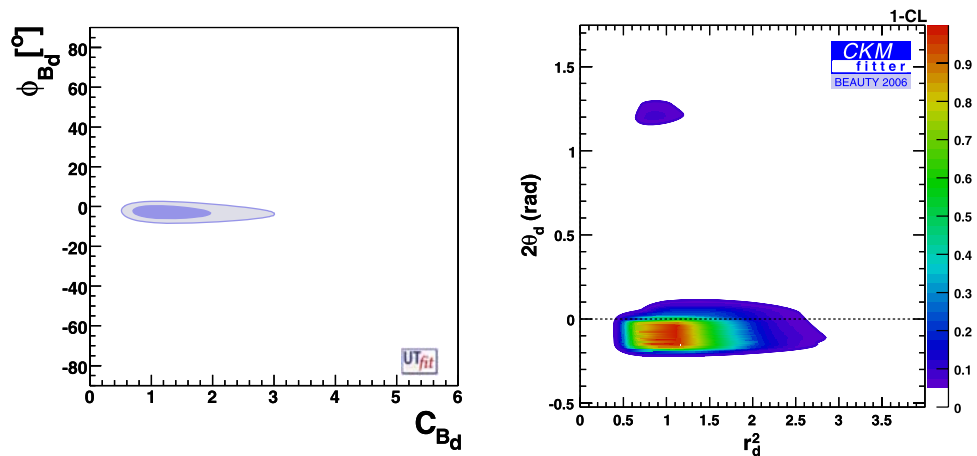 ϕBd [o]
80
60
40
20
0
-20
-40
-60
-80
UTfit
0 1 2 3 4 5 6
CBd
1-CL
CKM
fitter
BEAUTY 2006
2θd (rad)
1.5
1
0.5
0
-0.5
0 0.5 1 1.5 2 2.5 3 3.5
r2d
0.9
0.8
0.7
0.6
0.5
0.4
0.3
0.2
0.1
0